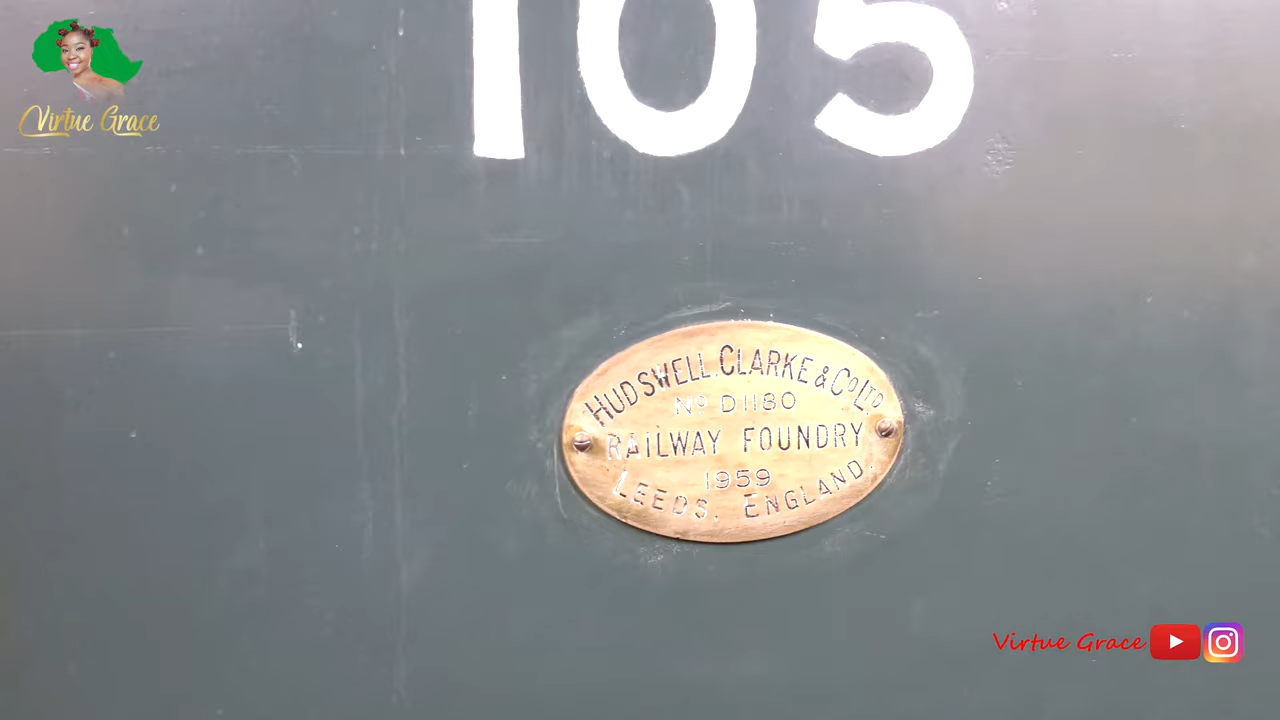 Virtue Grace
105
HUDSWELL, CLARKE & Co LTD,
No D1180
RAILWAY FOUNDRY
1959
LEEDS, ENGLAND.
Virtue Grace